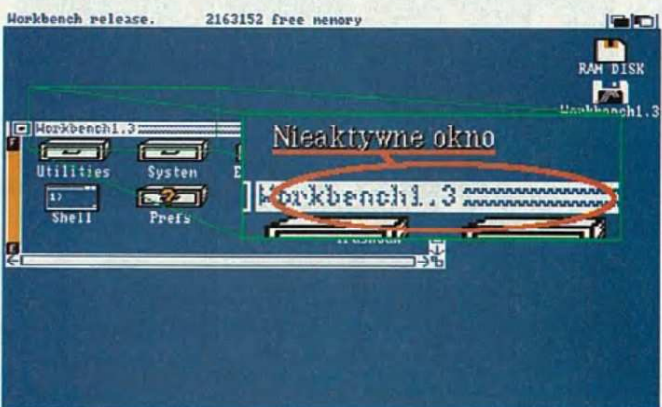 Workbench release. 2163152 free memory
RAM DISK
Workbench1.3
Workbench1.3
Utilities System
Shell Prefs
Nieaktywne okno
Workbench1.3